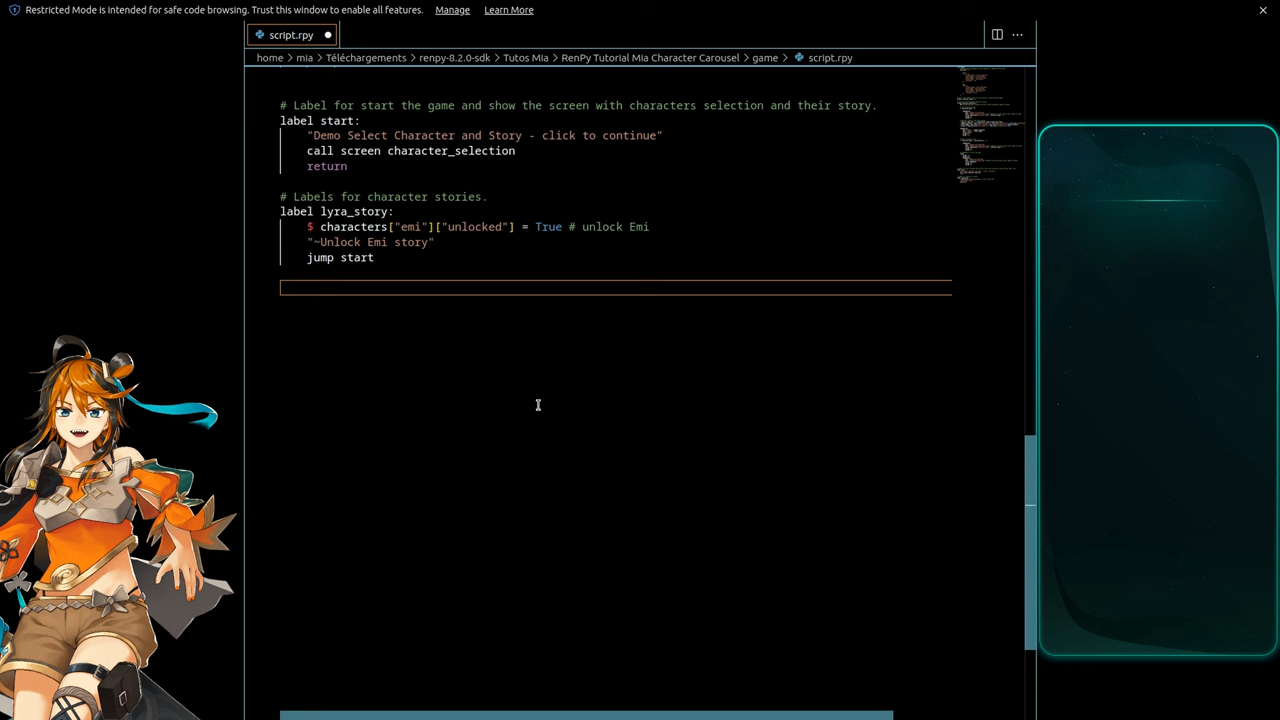 Restricted Mode is intended for safe code browsing. Trust this window to enable all features. Manage Learn More
script.rpy
home > mia > Téléchargements > renpy-8.2.0-sdk > Tutos Mia > RenPy Tutorial Mia Character Carousel > game > script.rpy
# Label for start the game and show the screen with characters selection and their story.
label start:
"Demo Select Character and Story - click to continue"
call screen character_selection
return
# Labels for character stories.
label lyra_story:
$ characters["emi"]["unlocked"] = True # unlock Emi
"~Unlock Emi story"
jump start